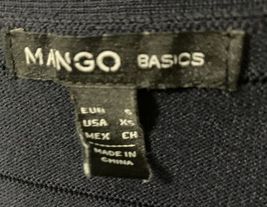 MANGO BASICS
EUR S
USA XS
MEX CH
MADE IN
CHINA